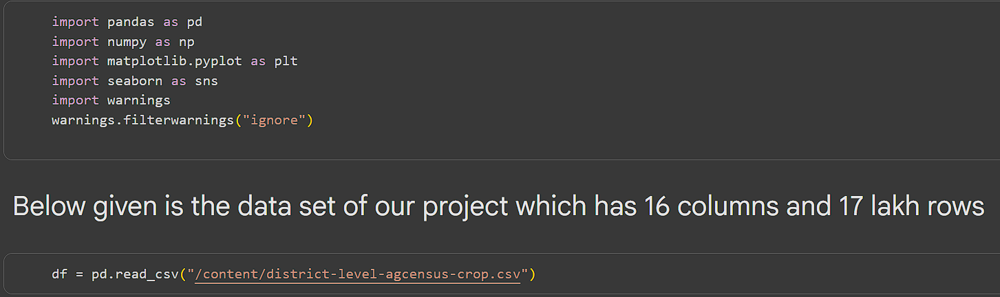 import pandas as pd
import numpy as np
import matplotlib.pyplot as plt
import seaborn as sns
import warnings
warnings.filterwarnings("ignore")
Below given is the data set of our project which has 16 columns and 17 lakh rows
df = pd.read_csv("/content/district-level-agcensus-crop.csv")